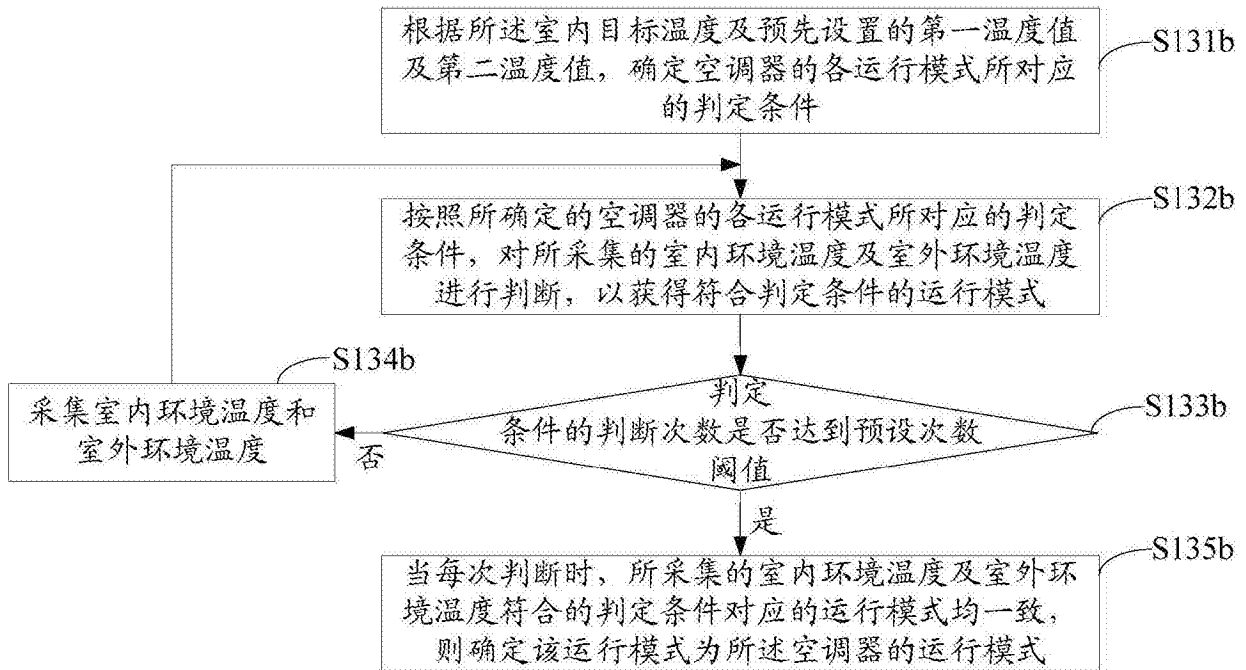 根据所述室内目标温度及预先设置的第一温度值
及第二温度值，确定空调器的各运行模式所对应
的判定条件
S131b
按照所确定的空调器的各运行模式所对应的判定
条件，对所采集的室内环境温度及室外环境温度
进行判断，以获得符合判定条件的运行模式
S132b
S134b
采集室内环境温度和
室外环境温度
否
判定
条件的判断次数是否达到预设次数
阈值
S133b
是
当每次判断时，所采集的室内环境温度及室外环
境温度符合的判定条件对应的运行模式均一致，
则确定该运行模式为所述空调器的运行模式
S135b